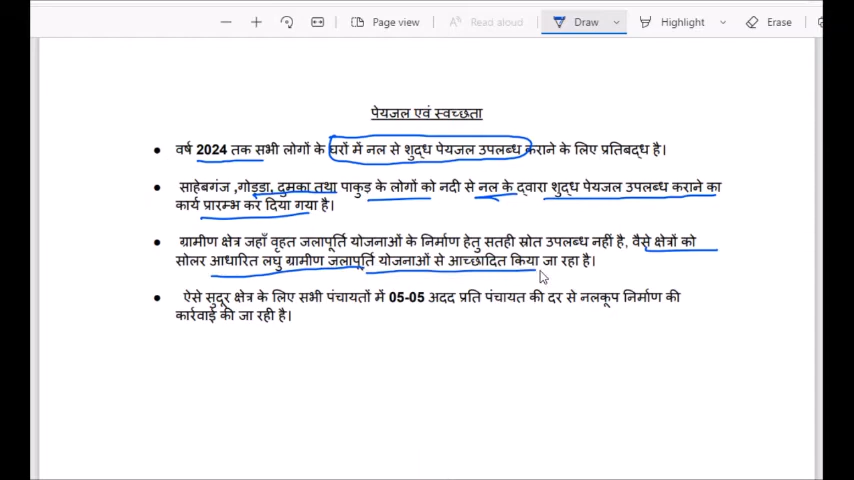 Page view
Read aloud
Draw
Highlight
Erase
पेयजल एवं स्वच्छता
वर्ष 2024 तक सभी लोगों के घरों में नल से शुद्ध पेयजल उपलब्ध कराने के लिए प्रतिबद्ध है।
साहेबगंज ,गोड्डा, दुमका तथा पाकुड़ के लोगों को नदी से नल के द्वारा शुद्ध पेयजल उपलब्ध कराने का
कार्य प्रारम्भ कर दिया गया है।
ग्रामीण क्षेत्र जहाँ वृहत जलापूर्ति योजनाओं के निर्माण हेतु सतही स्रोत उपलब्ध नहीं है, वैसे क्षेत्रों को
सोलर आधारित लघु ग्रामीण जलापूर्ति योजनाओं से आच्छादित किया जा रहा है।
ऐसे सुदूर क्षेत्र के लिए सभी पंचायतों में 05-05 अदद प्रति पंचायत की दर से नलकूप निर्माण की
कार्रवाई की जा रही है।